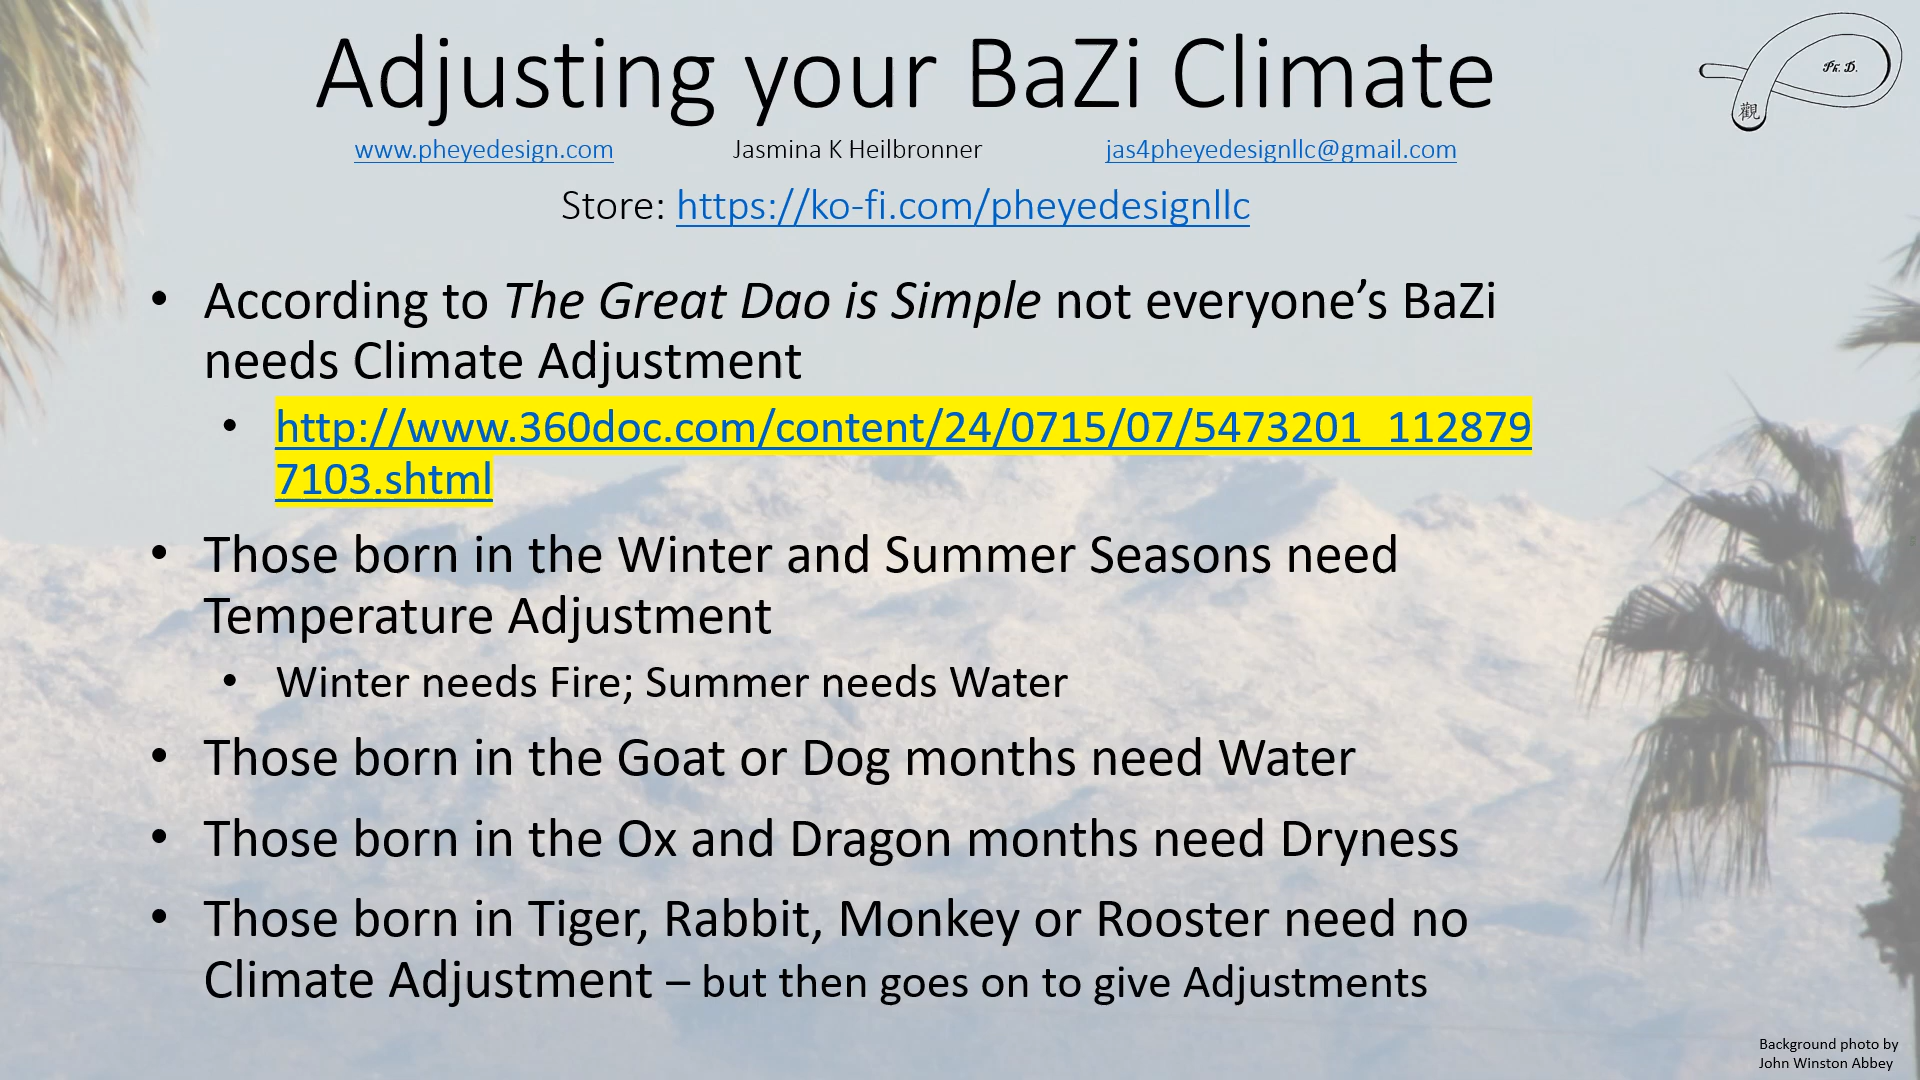 Adjusting your BaZi Climate
Ph. D.
觀
www.pheyedesign.com Jasmina K Heilbronner jas4pheyedesignllc@gmail.com
Store: https://ko-fi.com/pheyedesignllc
• According to The Great Dao is Simple not everyone’s BaZi
needs Climate Adjustment
• http://www.360doc.com/content/24/0715/07/5473201_112879
7103.shtml
• Those born in the Winter and Summer Seasons need
Temperature Adjustment
• Winter needs Fire; Summer needs Water
• Those born in the Goat or Dog months need Water
• Those born in the Ox and Dragon months need Dryness
• Those born in Tiger, Rabbit, Monkey or Rooster need no
Climate Adjustment – but then goes on to give Adjustments
Background photo by
John Winston Abbey